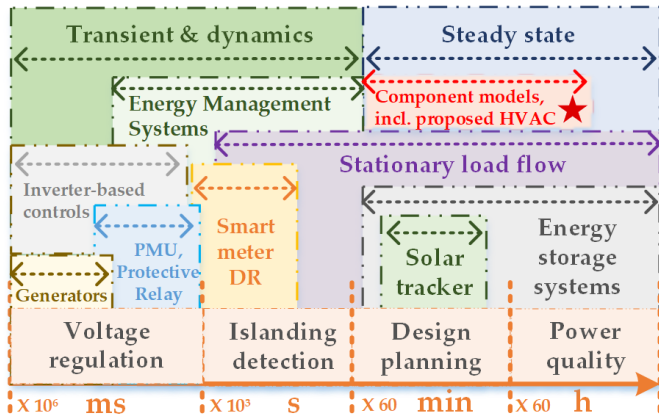 Transient & dynamics
Steady state
Energy Management
Systems
Component models,
incl. proposed HVAC
Stationary load flow
Inverter-based
controls
PMU,
Protective
Relay
Generators
Smart
meter
DR
Solar
tracker
Energy
storage
systems
Voltage
regulation
Islanding
detection
Design
planning
Power
quality
X 10⁶ ms X 10³ s X 60 min X 60 h